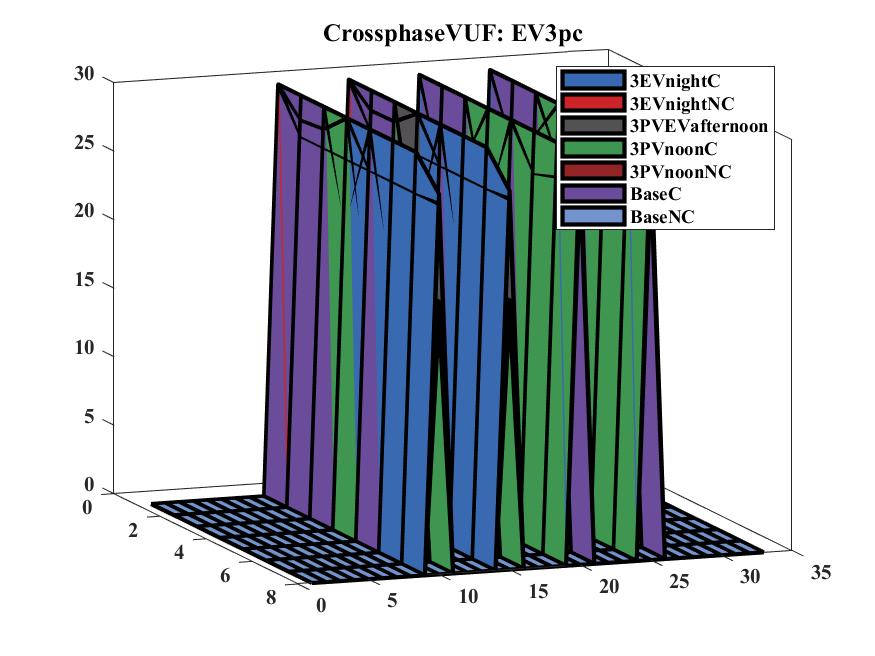 CrossphaseVUF: EV3pc
30
25
20
15
10
5
0
3EVnightC
3EVnightNC
3PVEVafternoon
3PVnoonC
3PVnoonNC
BaseC
BaseNC
0
2
4
6
8
0
5
10
15
20
25
30
35